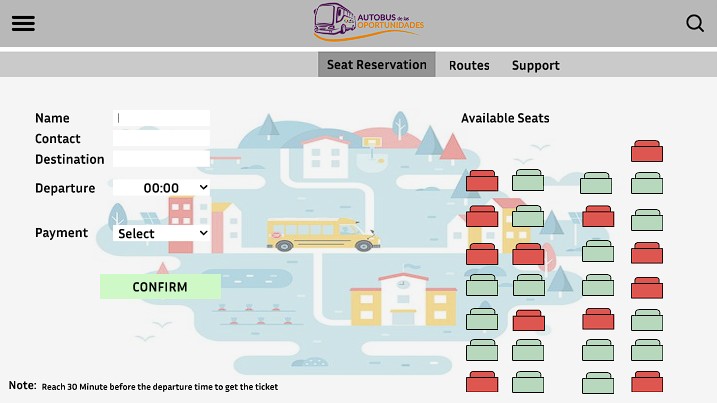 AUTOBUS de las
OPORTUNIDADES
Seat Reservation Routes Support
Name
Contact
Destination
Departure 00:00
Payment Select
CONFIRM
Available Seats
Note: Reach 30 Minute before the departure time to get the ticket